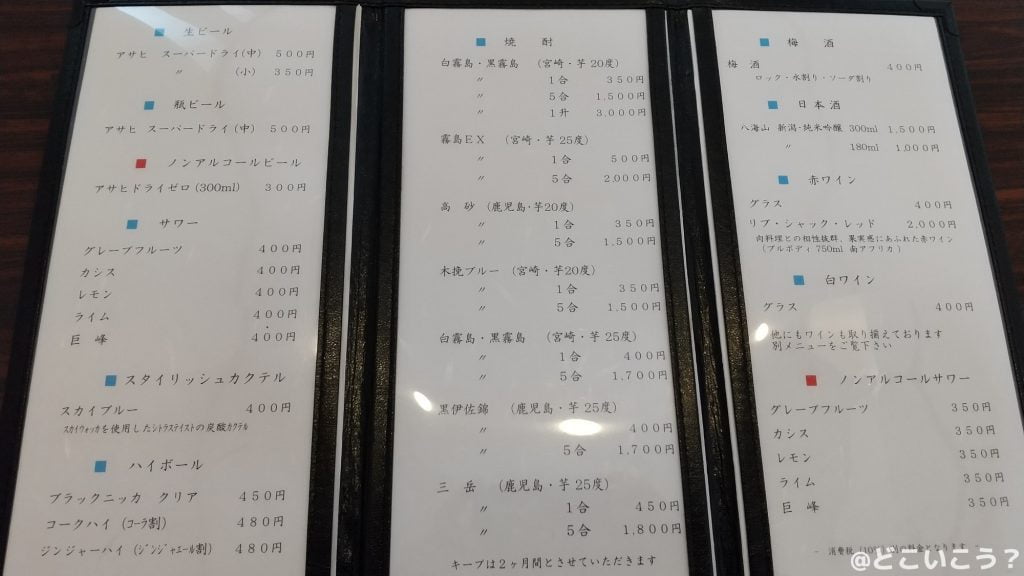 ■ 生ビール
アサヒ スーパードライ(中) 500円
〃 (小) 350円
■ 瓶ビール
アサヒ スーパードライ(中) 500円
■ ノンアルコールビール
アサヒドライゼロ(300ml) 300円
■ サワー
グレープフルーツ 400円
カシス 400円
レモン 400円
ライム 400円
巨峰 400円
■ スタイリッシュカクテル
スカイブルー 400円
ｽｶｲｳｫｯｶを使用したｼﾄﾗｽﾃｲｽﾄの炭酸ｶｸﾃﾙ
■ ハイボール
ブラックニッカ クリア 450円
コークハイ (ｺｰﾗ割) 480円
ジンジャーハイ (ｼﾞﾝｼﾞｬｴｰﾙ割) 480円
■ 焼酎
白霧島・黒霧島 (宮崎・芋20度)
〃 1合 350円
〃 5合 1,500円
〃 1升 3,000円
霧島EX (宮崎・芋25度)
〃 1合 500円
〃 5合 2,000円
高砂 (鹿児島・芋20度)
〃 1合 350円
〃 5合 1,500円
木挽ブルー (宮崎・芋20度)
〃 1合 350円
〃 5合 1,500円
白霧島・黒霧島 (宮崎・芋25度)
〃 1合 400円
〃 5合 1,700円
黒伊佐錦 (鹿児島・芋25度)
〃 400円
〃 5合 1,700円
三岳 (鹿児島・芋25度)
〃 1合 450円
〃 5合 1,800円
キープは2ヶ月間とさせていただきます
■ 梅酒
梅酒 400円
ロック・水割り・ソーダ割り
■ 日本酒
八海山 新潟・純米吟醸 300ml 1,500円
〃 180ml 1,000円
■ 赤ワイン
グラス 400円
リブ・シャック・レッド 2,000円
肉料理との相性抜群、果実感にあふれた赤ワイン
(フルボディ 750ml 南アフリカ)
■ 白ワイン
グラス 400円
他にもワインも取り揃えております
別メニューをご覧下さい
■ ノンアルコールサワー
グレープフルーツ 350円
カシス 350円
レモン 350円
ライム 350円
巨峰 350円
－ 消費税 (10%) の料金となります －
@どこいこう？